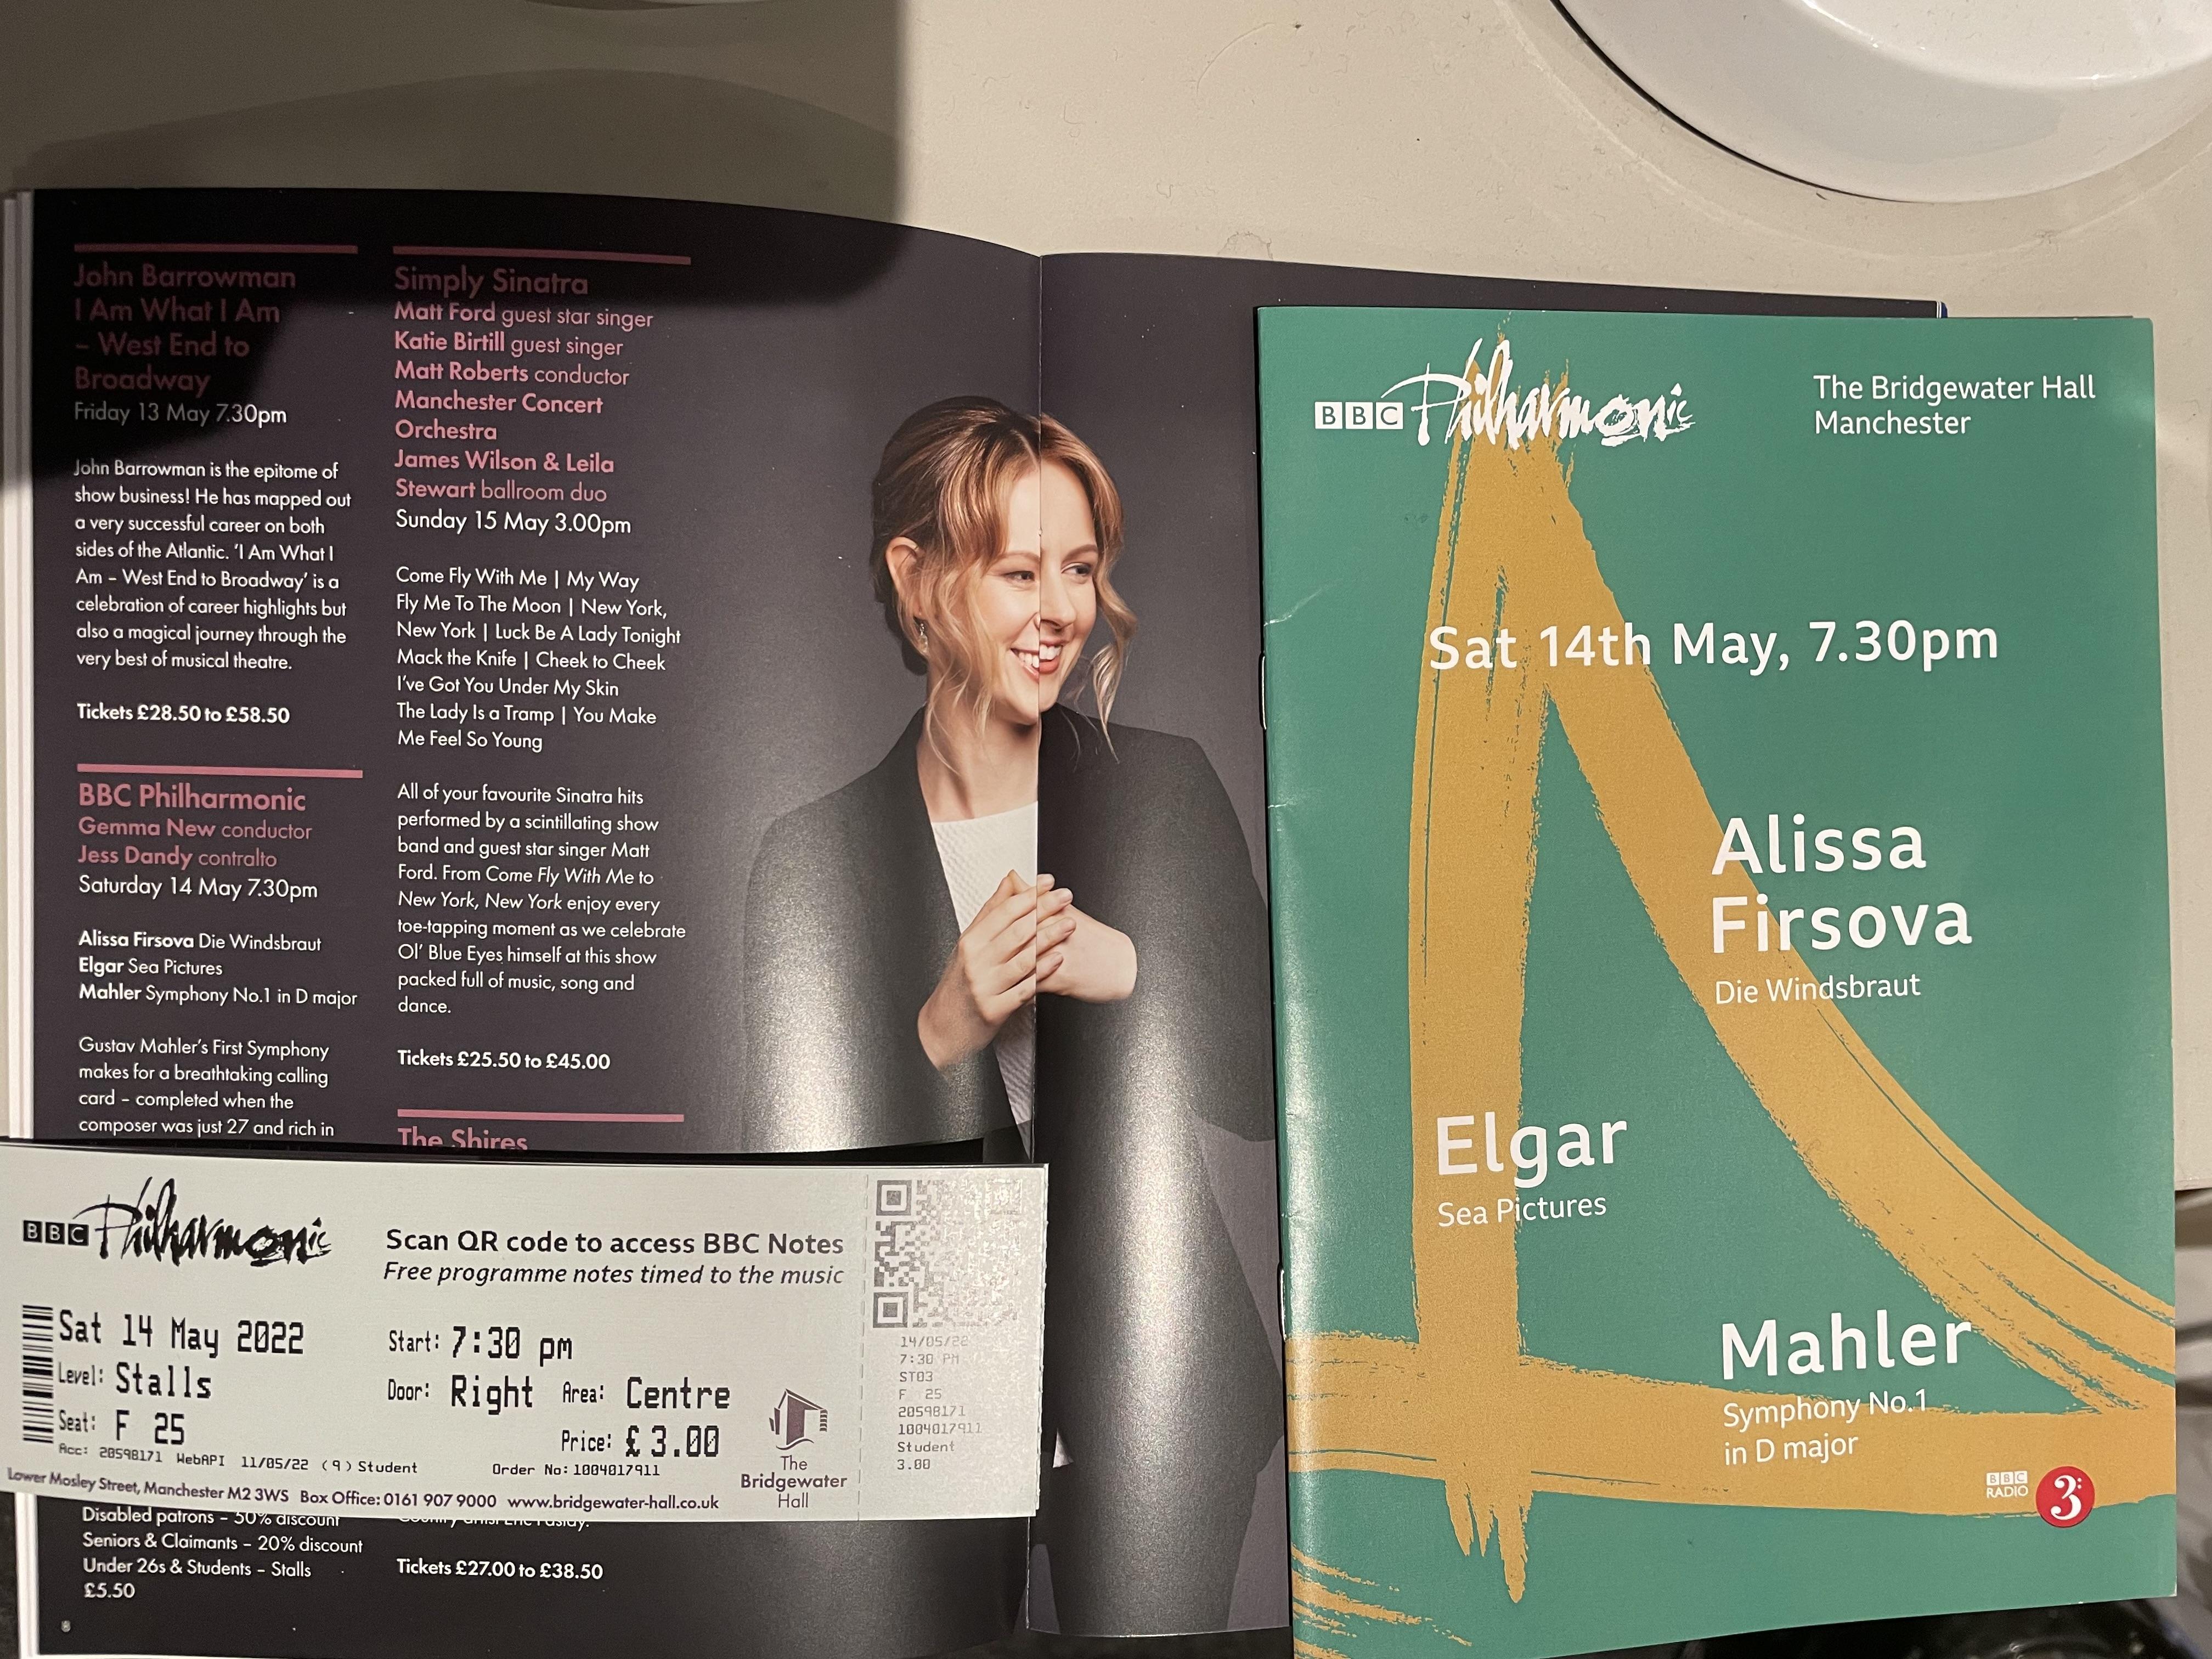 John Barrowman
I Am What I Am
– West End to
Broadway
Friday 13 May 7.30pm
John Barrowman is the epitome of
show business! He has mapped out
a very successful career on both
sides of the Atlantic. ‘I Am What I
Am – West End to Broadway’ is a
celebration of career highlights but
also a magical journey through the
very best of musical theatre.
Tickets £28.50 to £58.50
BBC Philharmonic
Gemma New conductor
Jess Dandy contralto
Saturday 14 May 7.30pm
Alissa Firsova Die Windsbraut
Elgar Sea Pictures
Mahler Symphony No.1 in D major
Gustav Mahler’s First Symphony
makes for a breathtaking calling
card – completed when the
composer was just 27 and rich in
Simply Sinatra
Matt Ford guest star singer
Katie Birtill guest singer
Matt Roberts conductor
Manchester Concert
Orchestra
James Wilson & Leila
Stewart ballroom duo
Sunday 15 May 3.00pm
Come Fly With Me | My Way
Fly Me To The Moon | New York,
New York | Luck Be A Lady Tonight
Mack the Knife | Cheek to Cheek
I’ve Got You Under My Skin
The Lady Is a Tramp | You Make
Me Feel So Young
All of your favourite Sinatra hits
performed by a scintillating show
band and guest star singer Matt
Ford. From Come Fly With Me to
New York, New York enjoy every
toe-tapping moment as we celebrate
Ol’ Blue Eyes himself at this show
packed full of music, song and
dance.
Tickets £25.50 to £45.00
The Shires
BBC Philharmonic
Scan QR code to access BBC Notes
Free programme notes timed to the music
Sat 14 May 2022
Start: 7:30 pm
Level: Stalls
Door: Right Area: Centre
Seat: F 25
Price: £ 3.00
Acc: 20598171 WebAPI 11/05/22 (9) Student
Order No: 1004017911
Lower Mosley Street, Manchester M2 3WS Box Office: 0161 907 9000 www.bridgewater-hall.co.uk
The
Bridgewater
Hall
14/05/22
7:30 PM
ST03
F 25
20598171
1004017911
Student
3.00
Disabled patrons – 50% discount
Seniors & Claimants – 20% discount
Under 26s & Students – Stalls
£5.50
8
Tickets £27.00 to £38.50
BBC Philharmonic
The Bridgewater Hall
Manchester
Sat 14th May, 7.30pm
Alissa
Firsova
Die Windsbraut
Elgar
Sea Pictures
Mahler
Symphony No.1
in D major
BBC
RADIO
3